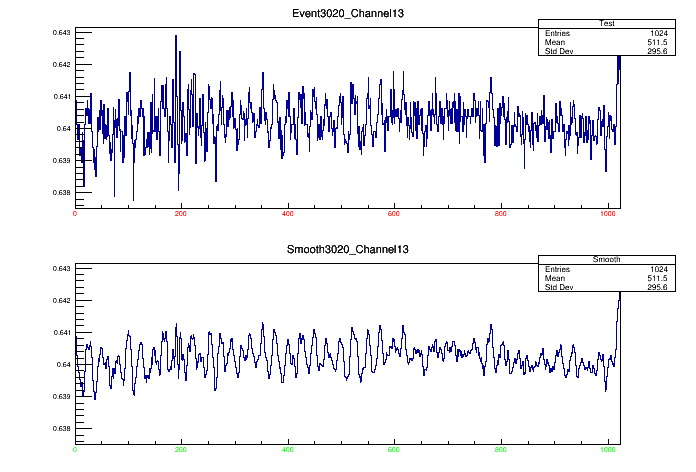 Event3020_Channel13
Test
Entries 1024
Mean 511.5
Std Dev 295.6
0.643
0.642
0.641
0.64
0.639
0.638
0 200 400 600 800 1000
Smooth3020_Channel13
Smooth
Entries 1024
Mean 511.5
Std Dev 295.6
0.643
0.642
0.641
0.64
0.639
0.638
0 200 400 600 800 1000